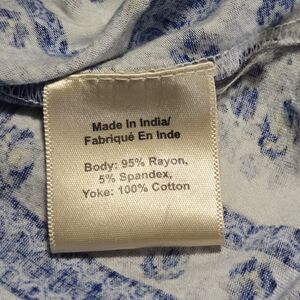 Made In India/
Fabriqué En Inde
Body: 95% Rayon,
5% Spandex,
Yoke: 100% Cotton